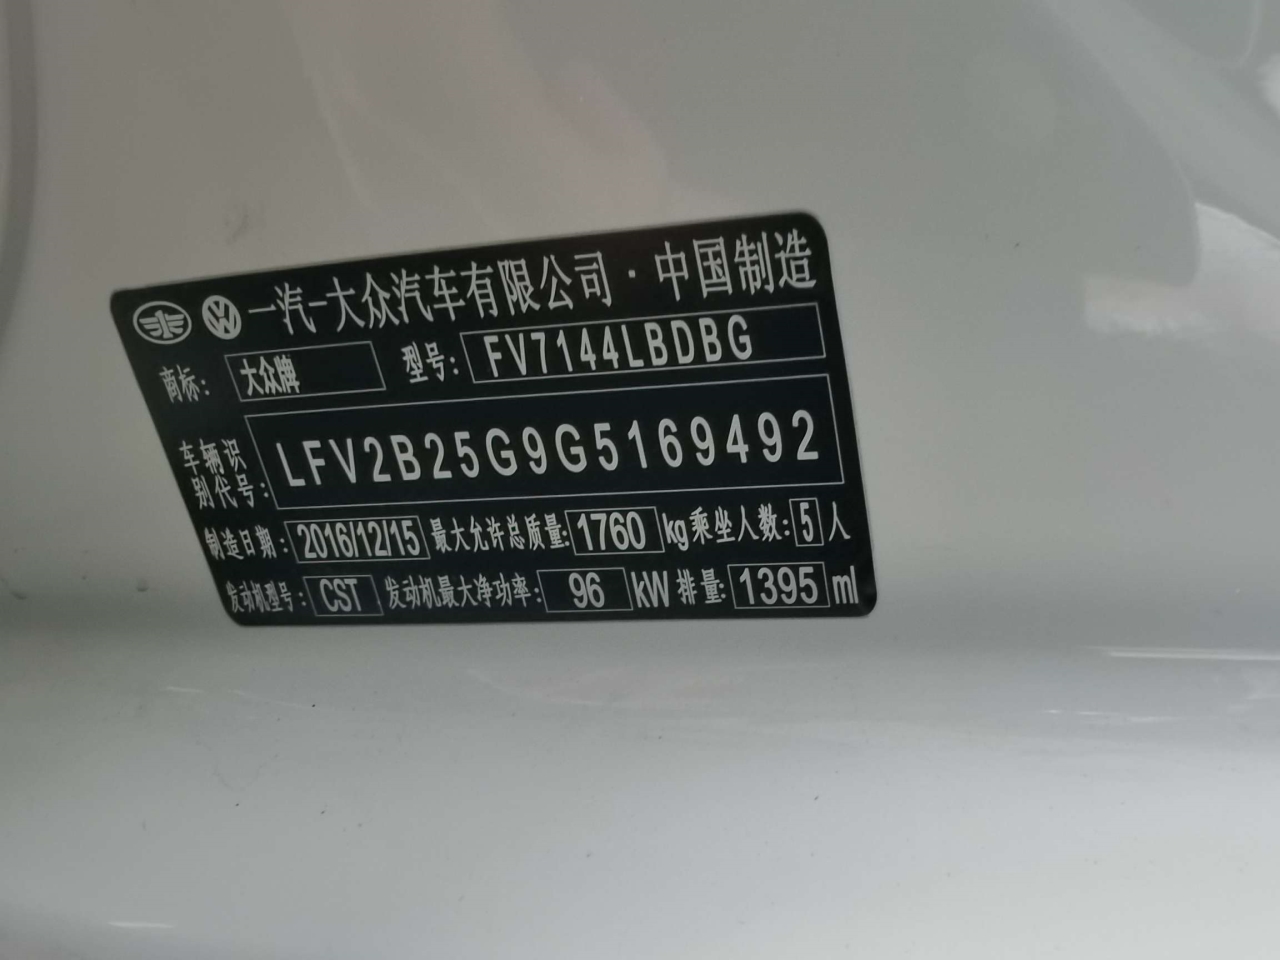 一汽-大众汽车有限公司·中国制造
商标: 大众牌 型号: FV7144LBDBG
车辆识别代号: LFV2B25G9G5169492
制造日期: 2016/12/15 最大允许总质量: 1760 kg 乘坐人数: 5 人
发动机型号: CST 发动机最大净功率: 96 kW 排量: 1395 ml